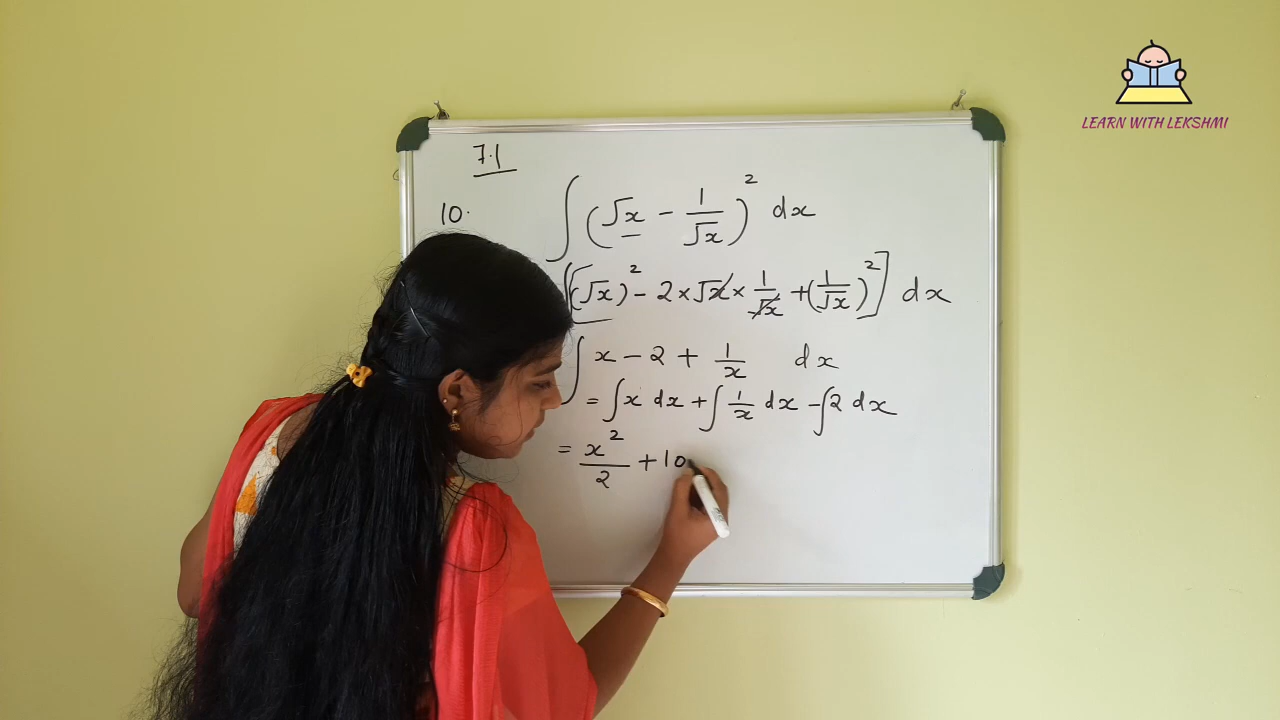 LEARN WITH LEKSHMI
7.1
10.
∫ (√x − 1/√x)² dx
[(√x)² − 2 × √x × 1/√x + (1/√x)²] dx
∫ x − 2 + 1/x dx
= ∫ x dx + ∫ 1/x dx − ∫ 2 dx
= x²/2 + lo